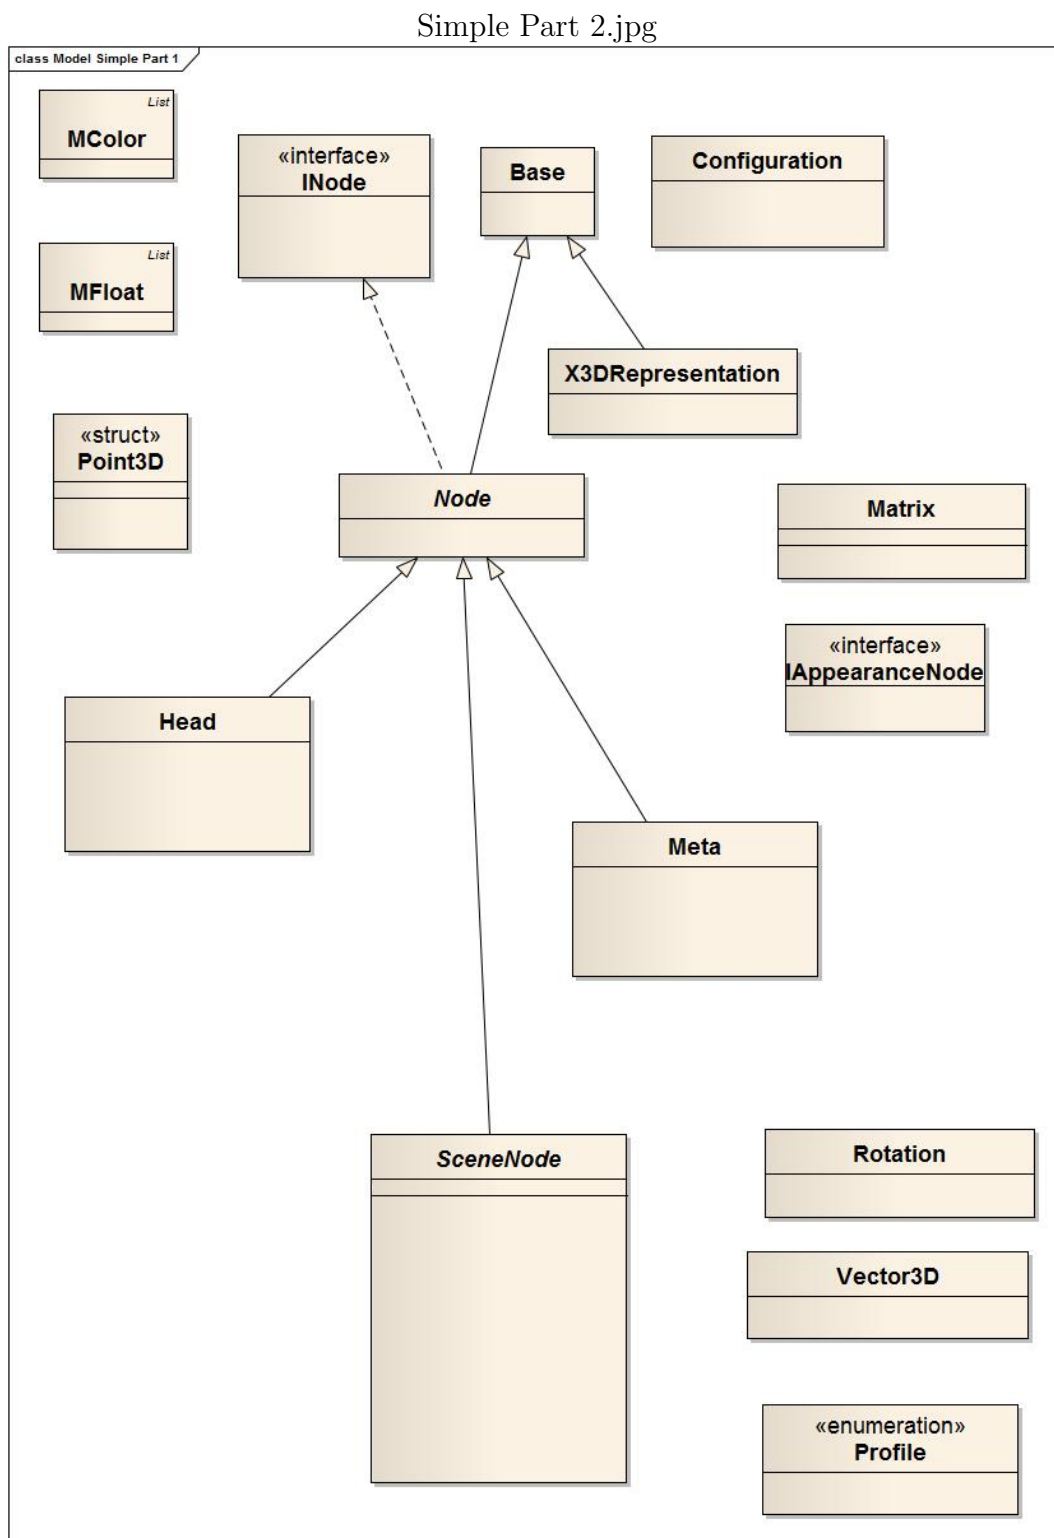 Simple Part 2.jpg
class Model Simple Part 1
List
MColor
«interface»
INode
Base
Configuration
List
MFloat
X3DRepresentation
«struct»
Point3D
Node
Matrix
«interface»
IAppearanceNode
Head
Meta
SceneNode
Rotation
Vector3D
«enumeration»
Profile